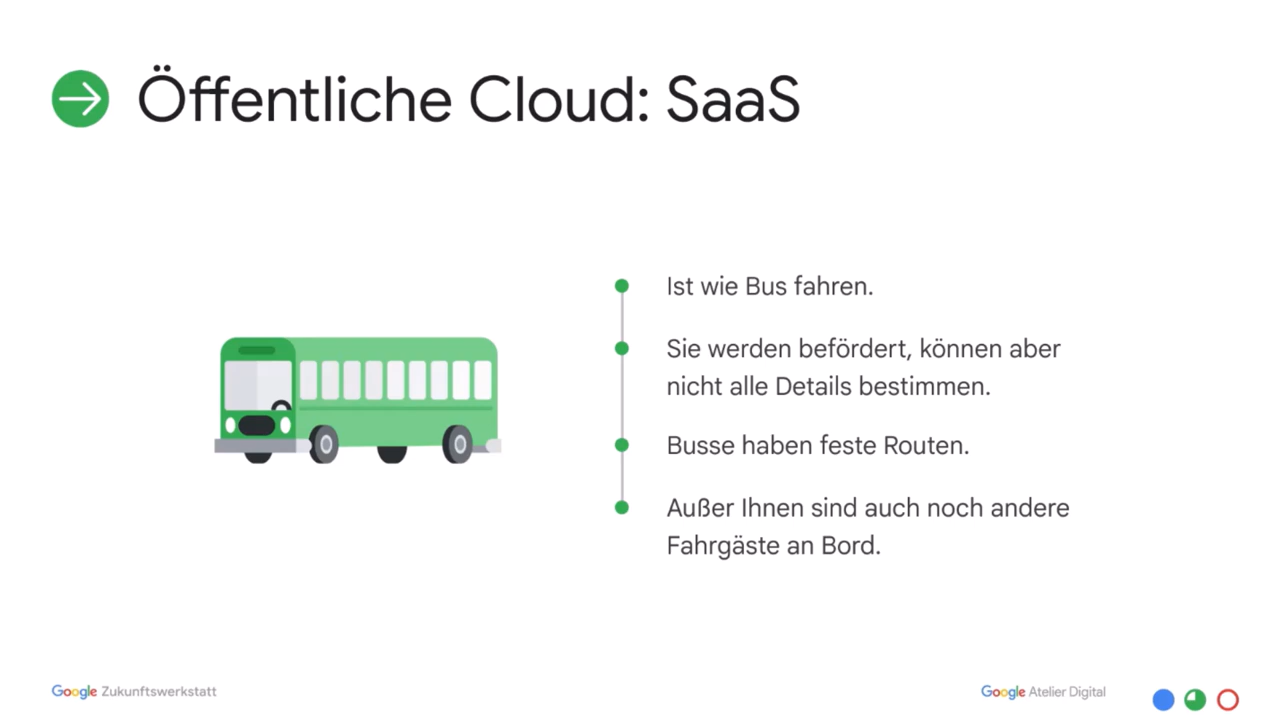 Öffentliche Cloud: SaaS
Ist wie Bus fahren.
Sie werden befördert, können aber
nicht alle Details bestimmen.
Busse haben feste Routen.
Außer Ihnen sind auch noch andere
Fahrgäste an Bord.
Google Zukunftswerkstatt
Google Atelier Digital